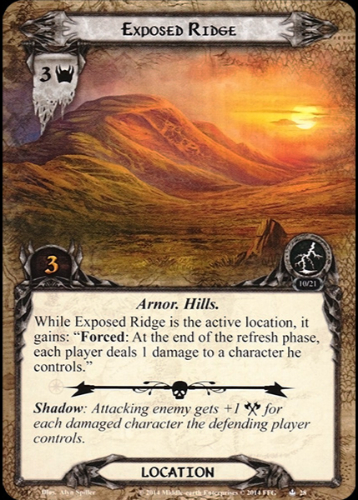 Exposed Ridge
3
3
10/21
Arnor. Hills.
While Exposed Ridge is the active location, it
gains: “Forced: At the end of the refresh phase,
each player deals 1 damage to a character he
controls.”
Shadow: Attacking enemy gets +1 for
each damaged character the defending player
controls.
Illus. Alyn Spiller
© 2014 Middle-earth Enterprises © 2014 FFG
28
LOCATION